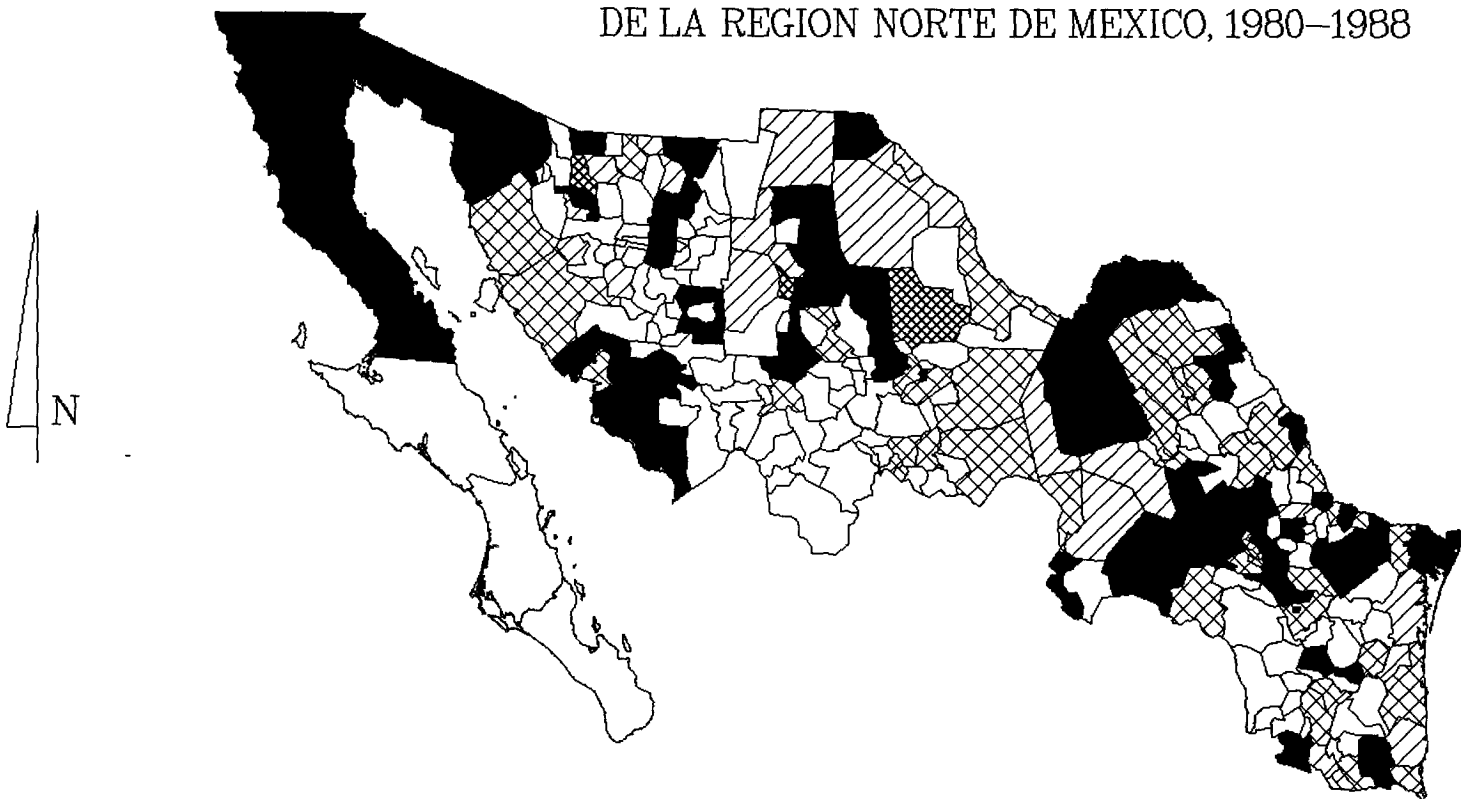 DE LA REGION NORTE DE MEXICO, 1980–1988
N